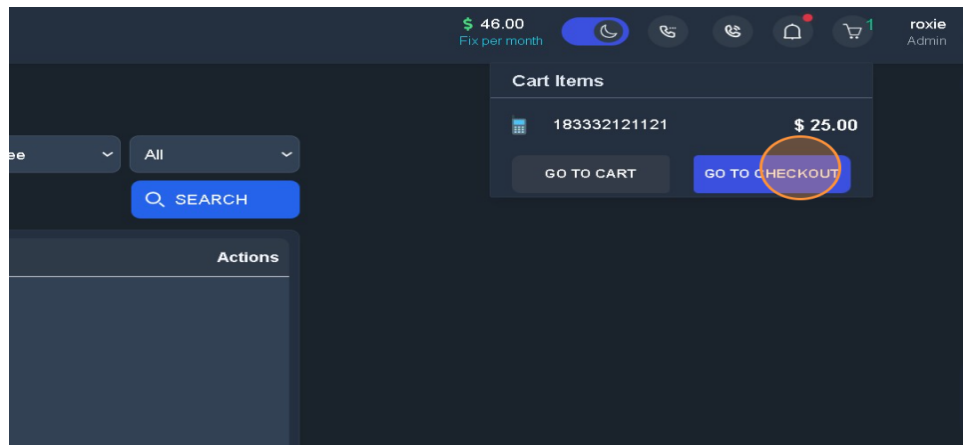 $ 46.00
Fix per month
1
roxie
Admin
Cart Items
183332121121 $ 25.00
GO TO CART GO TO CHECKOUT
ee All
SEARCH
Actions